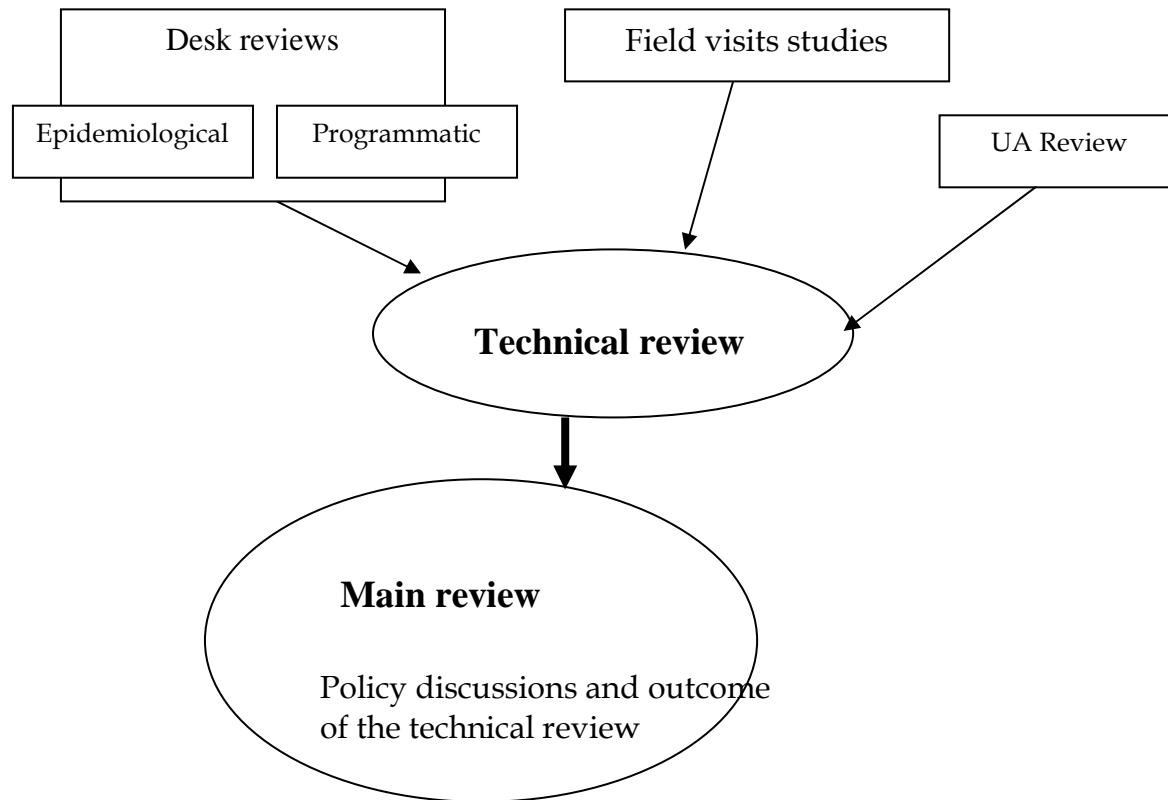 Desk reviews
Field visits studies
Epidemiological
Programmatic
UA Review
Technical review
Main review
Policy discussions and outcome
of the technical review